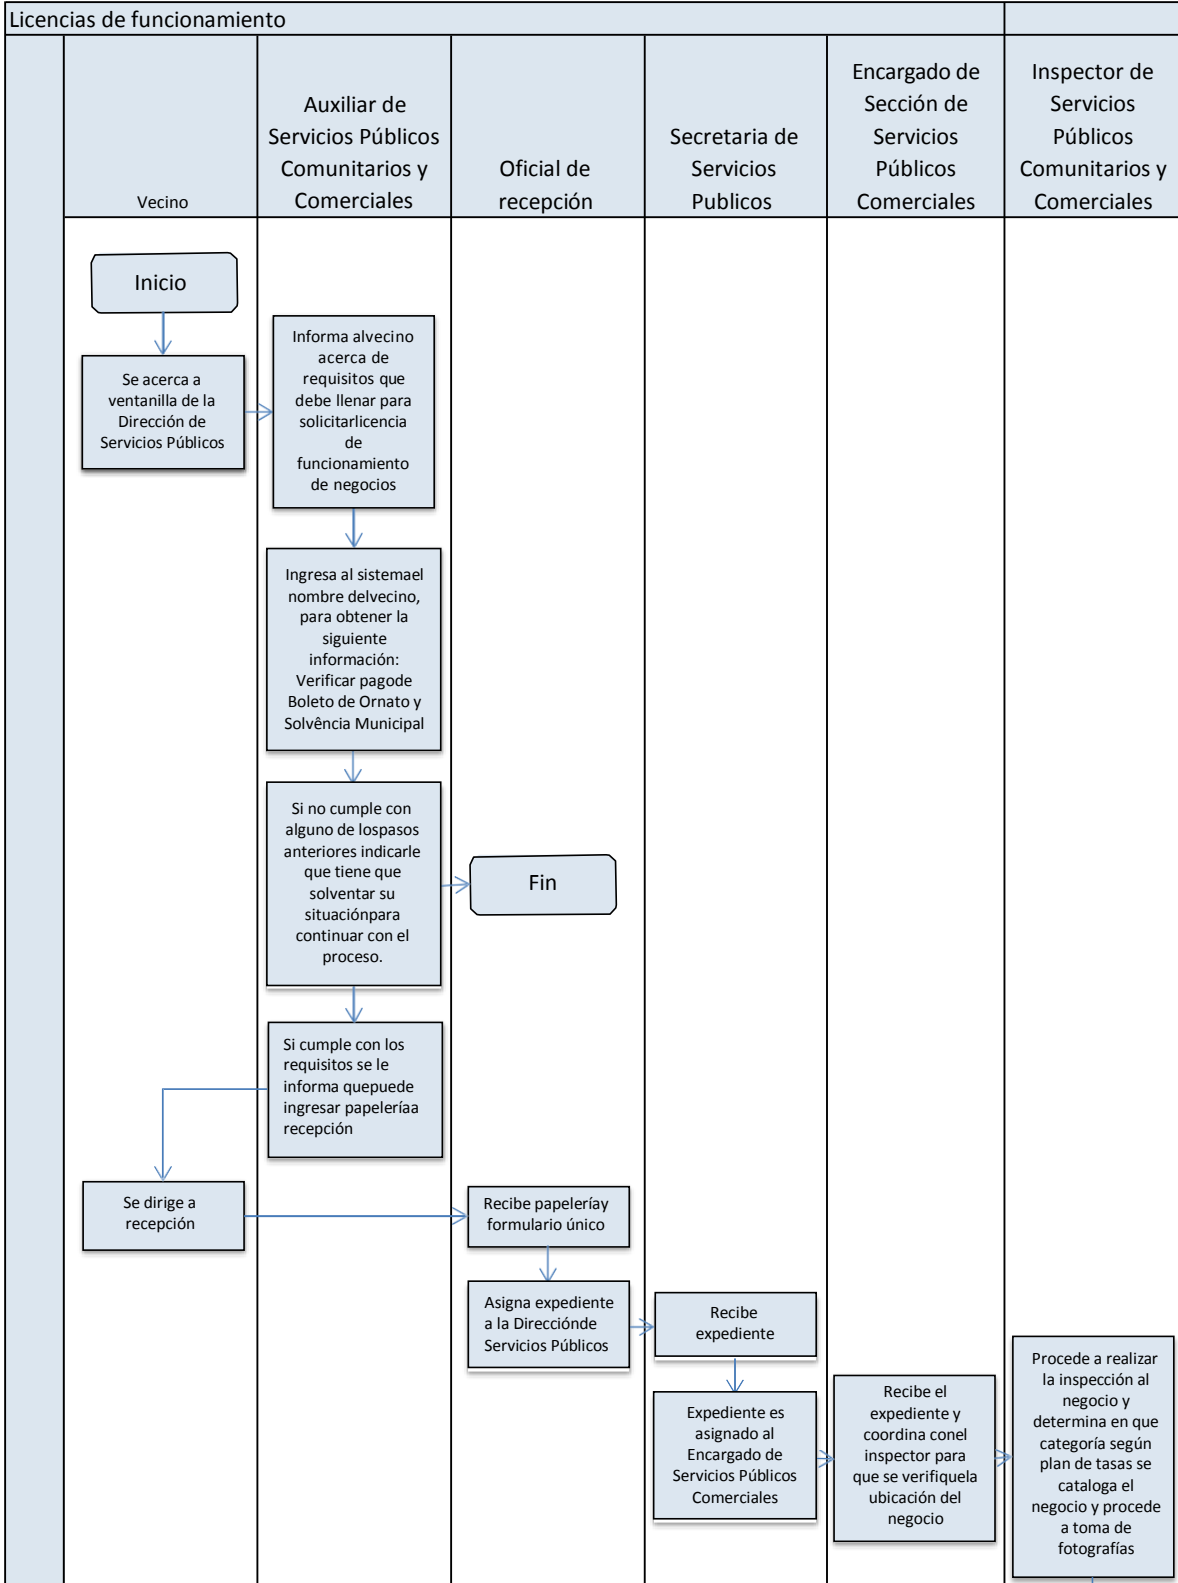 Licencias de funcionamiento
Vecino
Auxiliar de
Servicios Públicos
Comunitarios y
Comerciales
Oficial de
recepción
Secretaria de
Servicios
Publicos
Encargado de
Sección de
Servicios
Públicos
Comerciales
Inspector de
Servicios
Públicos
Comunitarios y
Comerciales
Inicio
Se acerca a
ventanilla de la
Dirección de
Servicios Públicos
Informa alvecino
acerca de
requisitos que
debe llenar para
solicitarlicencia
de
funcionamiento
de negocios
Ingresa al sistemael
nombre delvecino,
para obtener la
siguiente
información:
Verificar pagode
Boleto de Ornato y
Solvência Municipal
Si no cumple con
alguno de lospasos
anteriores indicarle
que tiene que
solventar su
situaciónpara
continuar con el
proceso.
Fin
Si cumple con los
requisitos se le
informa quepuede
ingresar papeleríaa
recepción
Se dirige a
recepción
Recibe papeleríay
formulario único
Asigna expediente
a la Direcciónde
Servicios Públicos
Recibe
expediente
Expediente es
asignado al
Encargado de
Servicios Públicos
Comerciales
Recibe el
expediente y
coordina conel
inspector para
que se verifiquela
ubicación del
negocio
Procede a realizar
la inspección al
negocio y
determina en que
categoría según
plan de tasas se
cataloga el
negocio y procede
a toma de
fotografías